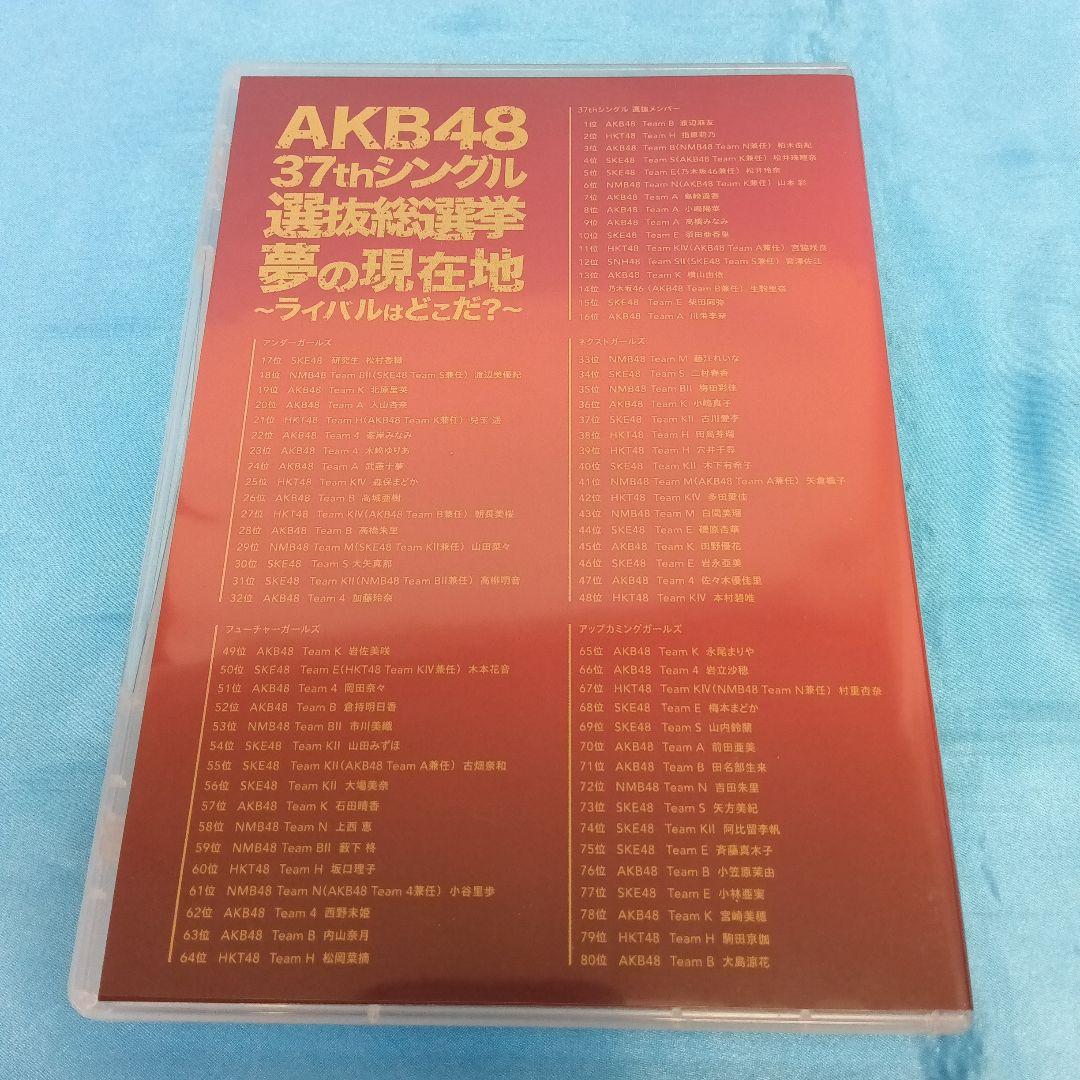 AKB48
37thシングル
選抜総選挙
夢の現在地
~ライバルはどこだ?~
37thシングル 選抜メンバー
1位 AKB48 Team B 渡辺麻友
2位 HKT48 Team H 指原莉乃
3位 AKB48 Team B(NMB48 Team N兼任) 柏木由紀
4位 SKE48 Team S(AKB48 Team K兼任) 松井珠理奈
5位 SKE48 Team E(乃木坂46兼任) 松井玲奈
6位 NMB48 Team N(AKB48 Team K兼任) 山本 彩
7位 AKB48 Team A 島崎遥香
8位 AKB48 Team A 小嶋陽菜
9位 AKB48 Team A 高橋みなみ
10位 SKE48 Team E 須田亜香里
11位 HKT48 Team KIV(AKB48 Team A兼任) 宮脇咲良
12位 SNH48 Team SII(SKE48 Team S兼任) 宮澤佐江
13位 AKB48 Team K 横山由依
14位 乃木坂46 (AKB48 Team B兼任) 生駒里奈
15位 SKE48 Team E 柴田阿弥
16位 AKB48 Team A 川栄李奈
アンダーガールズ
17位 SKE48 研究生 松村香織
18位 NMB48 Team BII(SKE48 Team S兼任) 渡辺美優紀
19位 AKB48 Team K 北原里英
20位 AKB48 Team A 入山杏奈
21位 HKT48 Team H(AKB48 Team K兼任) 兒玉 遥
22位 AKB48 Team 4 峯岸みなみ
23位 AKB48 Team 4 木﨑ゆりあ
24位 AKB48 Team A 武藤十夢
25位 HKT48 Team KIV 森保まどか
26位 AKB48 Team B 高城亜樹
27位 HKT48 Team KIV(AKB48 Team B兼任) 朝長美桜
28位 AKB48 Team B 高橋朱里
29位 NMB48 Team M(SKE48 Team KII兼任) 山田菜々
30位 SKE48 Team S 大矢真那
31位 SKE48 Team KII(NMB48 Team BII兼任) 高柳明音
32位 AKB48 Team 4 加藤玲奈
ネクストガールズ
33位 NMB48 Team M 藤江れいな
34位 SKE48 Team S 二村春香
35位 NMB48 Team BII 梅田彩佳
36位 AKB48 Team K 小嶋真子
37位 SKE48 Team KII 古川愛李
38位 HKT48 Team H 田島芽瑠
39位 HKT48 Team H 穴井千尋
40位 SKE48 Team KII 木下有希子
41位 NMB48 Team M(AKB48 Team A兼任) 矢倉楓子
42位 HKT48 Team KIV 多田愛佳
43位 NMB48 Team M 白間美瑠
44位 SKE48 Team E 磯原杏華
45位 AKB48 Team K 田野優花
46位 SKE48 Team E 岩永亜美
47位 AKB48 Team 4 佐々木優佳里
48位 HKT48 Team KIV 本村碧唯
フューチャーガールズ
49位 AKB48 Team K 岩佐美咲
50位 SKE48 Team E(HKT48 Team KIV兼任) 木本花音
51位 AKB48 Team 4 岡田奈々
52位 AKB48 Team B 倉持明日香
53位 NMB48 Team BII 市川美織
54位 SKE48 Team KII 山田みずほ
55位 SKE48 Team KII(AKB48 Team A兼任) 古畑奈和
56位 SKE48 Team KII 大場美奈
57位 AKB48 Team K 石田晴香
58位 NMB48 Team N 上西 恵
59位 NMB48 Team BII 薮下 柊
60位 HKT48 Team H 坂口理子
61位 NMB48 Team N(AKB48 Team 4兼任) 小谷里歩
62位 AKB48 Team 4 西野未姫
63位 AKB48 Team B 内山奈月
64位 HKT48 Team H 松岡菜摘
アップカミングガールズ
65位 AKB48 Team K 永尾まりや
66位 AKB48 Team 4 岩立沙穂
67位 HKT48 Team KIV(NMB48 Team N兼任) 村重杏奈
68位 SKE48 Team E 梅本まどか
69位 SKE48 Team S 山内鈴蘭
70位 AKB48 Team A 前田亜美
71位 AKB48 Team B 田名部生来
72位 NMB48 Team N 吉田朱里
73位 SKE48 Team S 矢方美紀
74位 SKE48 Team KII 阿比留李帆
75位 SKE48 Team E 斉藤真木子
76位 AKB48 Team B 小笠原茉由
77位 SKE48 Team E 小林亜実
78位 AKB48 Team K 宮崎美穂
79位 HKT48 Team H 駒田京伽
80位 AKB48 Team B 大島涼花